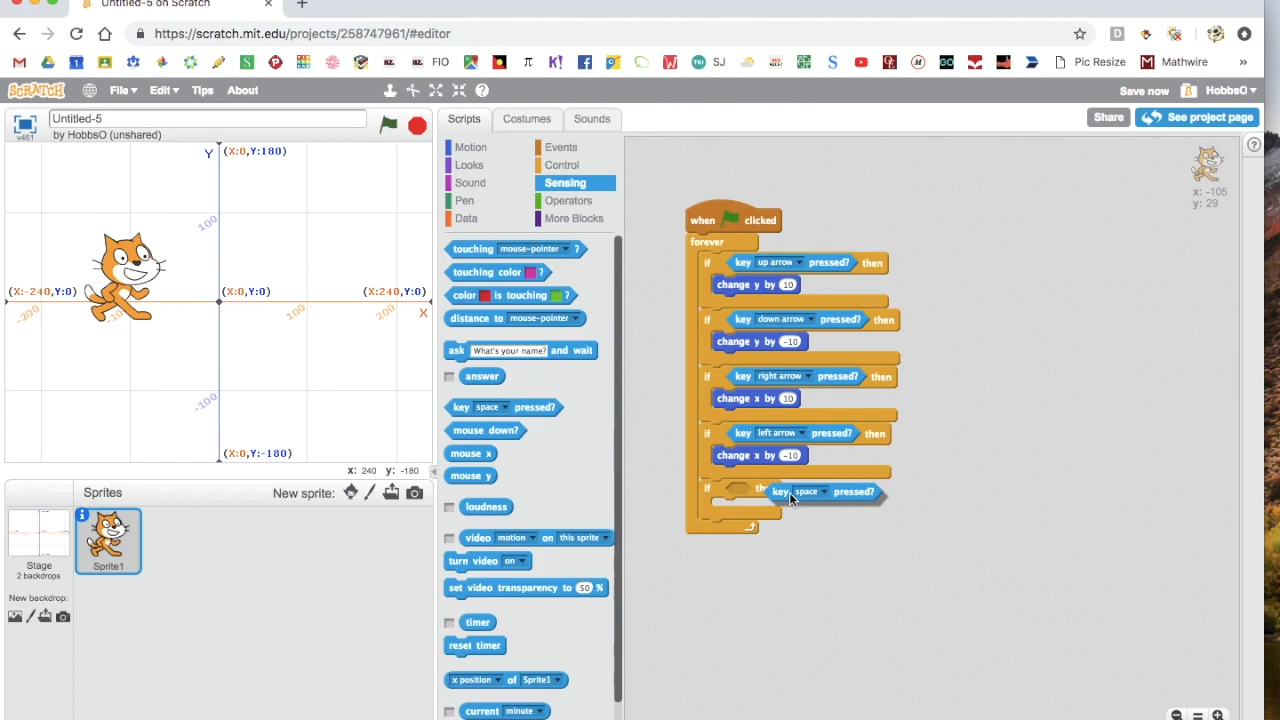 Untitled-5 on Scratch
https://scratch.mit.edu/projects/258747961/#editor
FIO SJ Pic Resize Mathwire »
SCRATCH File Edit Tips About Save now HobbsO
v461
Untitled-5
by HobbsO (unshared)
Scripts Costumes Sounds
Share See project page
Motion Events
Looks Control
Sound Sensing
Pen Operators
Data More Blocks
Y (X:0,Y:180)
100
(X:-240,Y:0) (X:0,Y:0) (X:240,Y:0)
-200 100 200 X
-100
(X:0,Y:-180)
x: 240 y: -180
touching mouse-pointer ?
touching color ?
color is touching ?
distance to mouse-pointer
ask What's your name? and wait
answer
key space pressed?
mouse down?
mouse x
mouse y
loudness
video motion on this sprite
turn video on
set video transparency to 50 %
timer
reset timer
x position of Sprite1
current minute
x: -105
y: 29
when clicked
forever
if key up arrow pressed? then
change y by 10
if key down arrow pressed? then
change y by -10
if key right arrow pressed? then
change x by 10
if key left arrow pressed? then
change x by -10
if key space pressed?
Sprites New sprite:
Stage
2 backdrops
Sprite1
New backdrop: